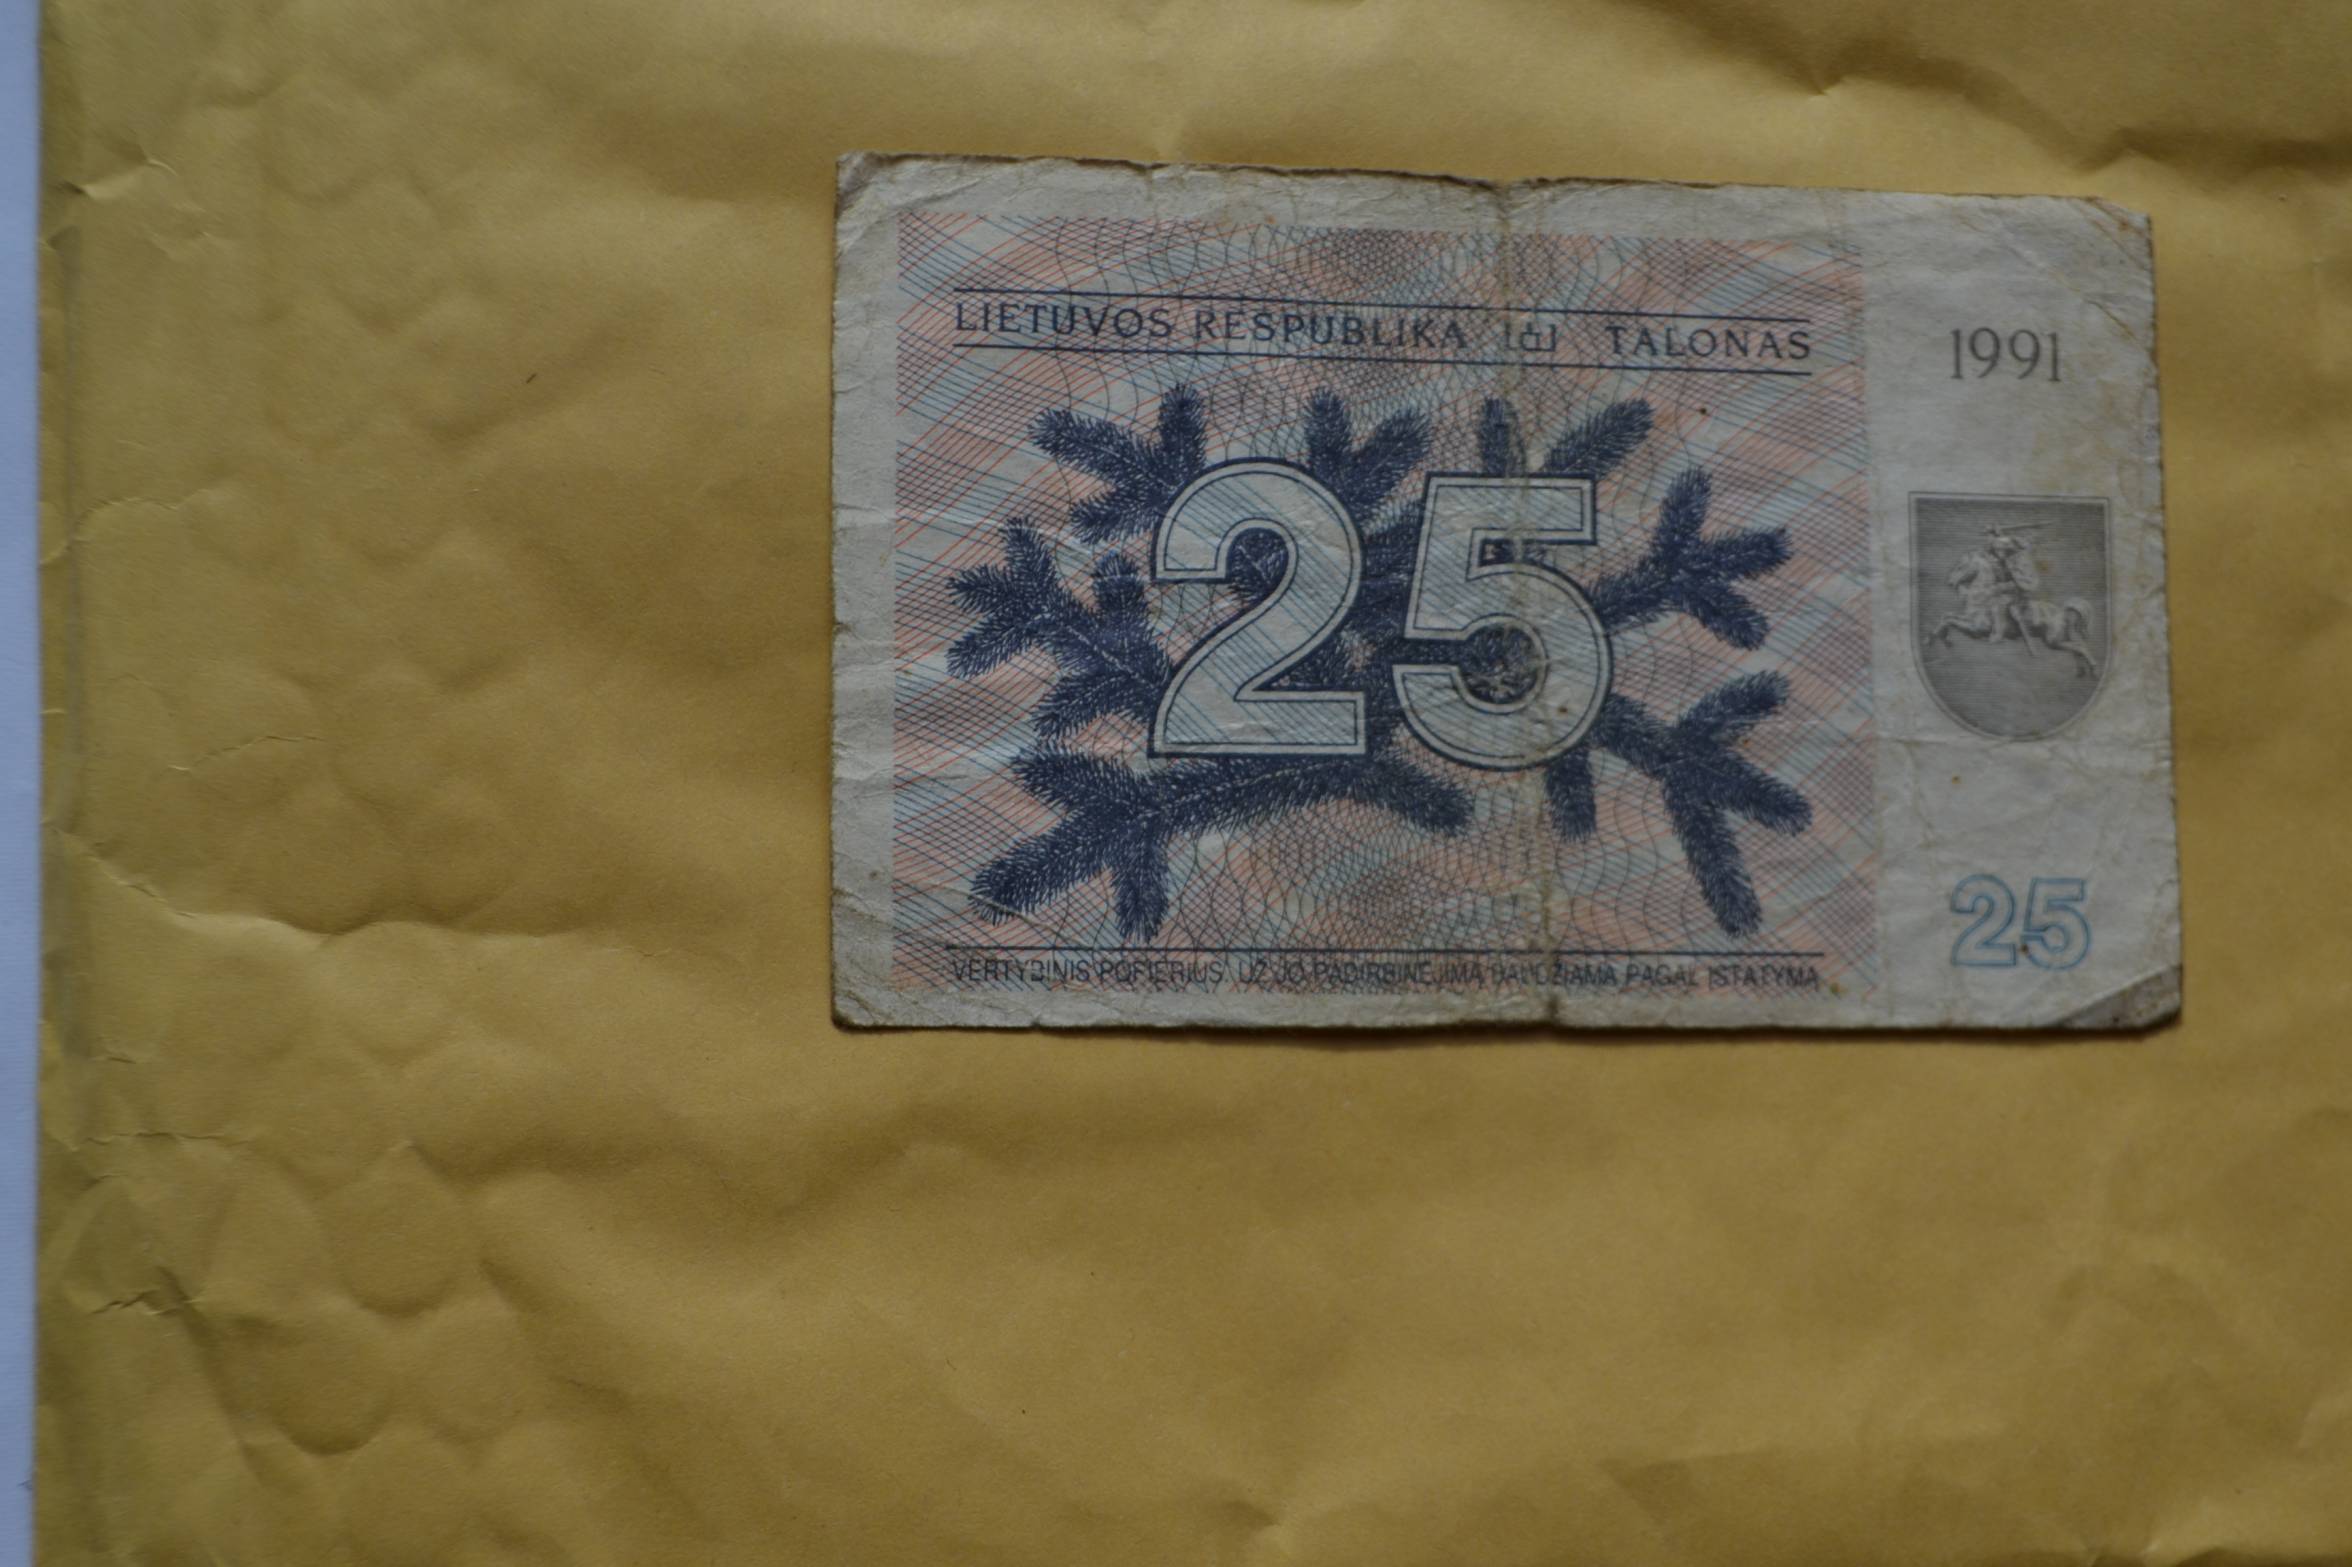 LIETUVOS RESPUBLIKA TALONAS
1991
25
25
VERTYBINIS POPIERIUS. UŽ JO PADIRBINĖJIMĄ BAUDŽIAMA PAGAL ĮSTATYMĄ